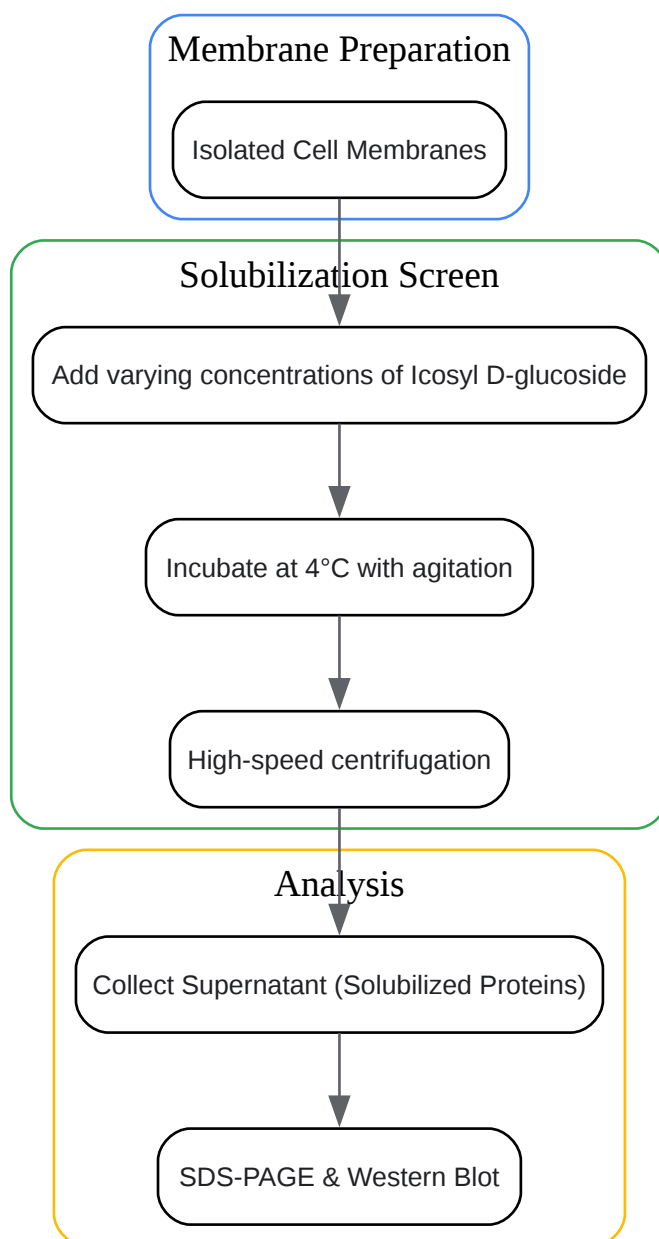 Membrane Preparation
Isolated Cell Membranes
Solubilization Screen
Add varying concentrations of Icosyl D-glucoside
Incubate at 4°C with agitation
High-speed centrifugation
Analysis
Collect Supernatant (Solubilized Proteins)
SDS-PAGE & Western Blot